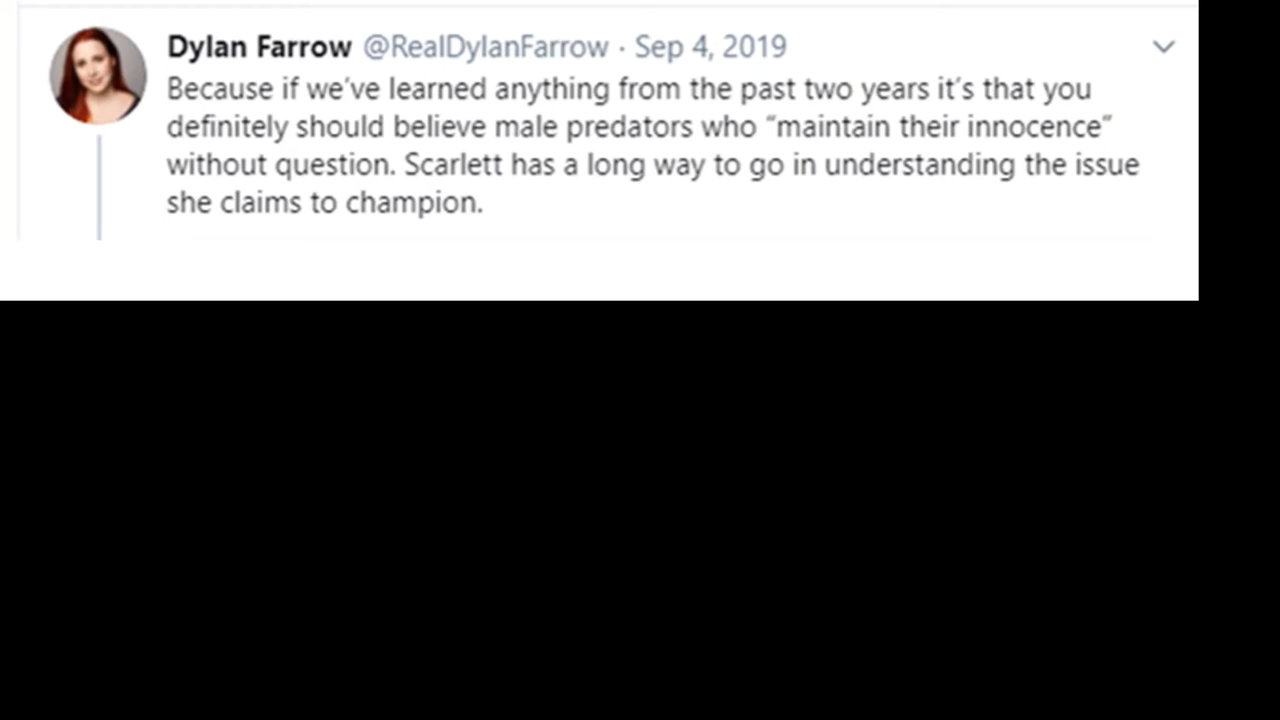 Dylan Farrow @RealDylanFarrow · Sep 4, 2019
Because if we’ve learned anything from the past two years it’s that you
definitely should believe male predators who “maintain their innocence”
without question. Scarlett has a long way to go in understanding the issue
she claims to champion.